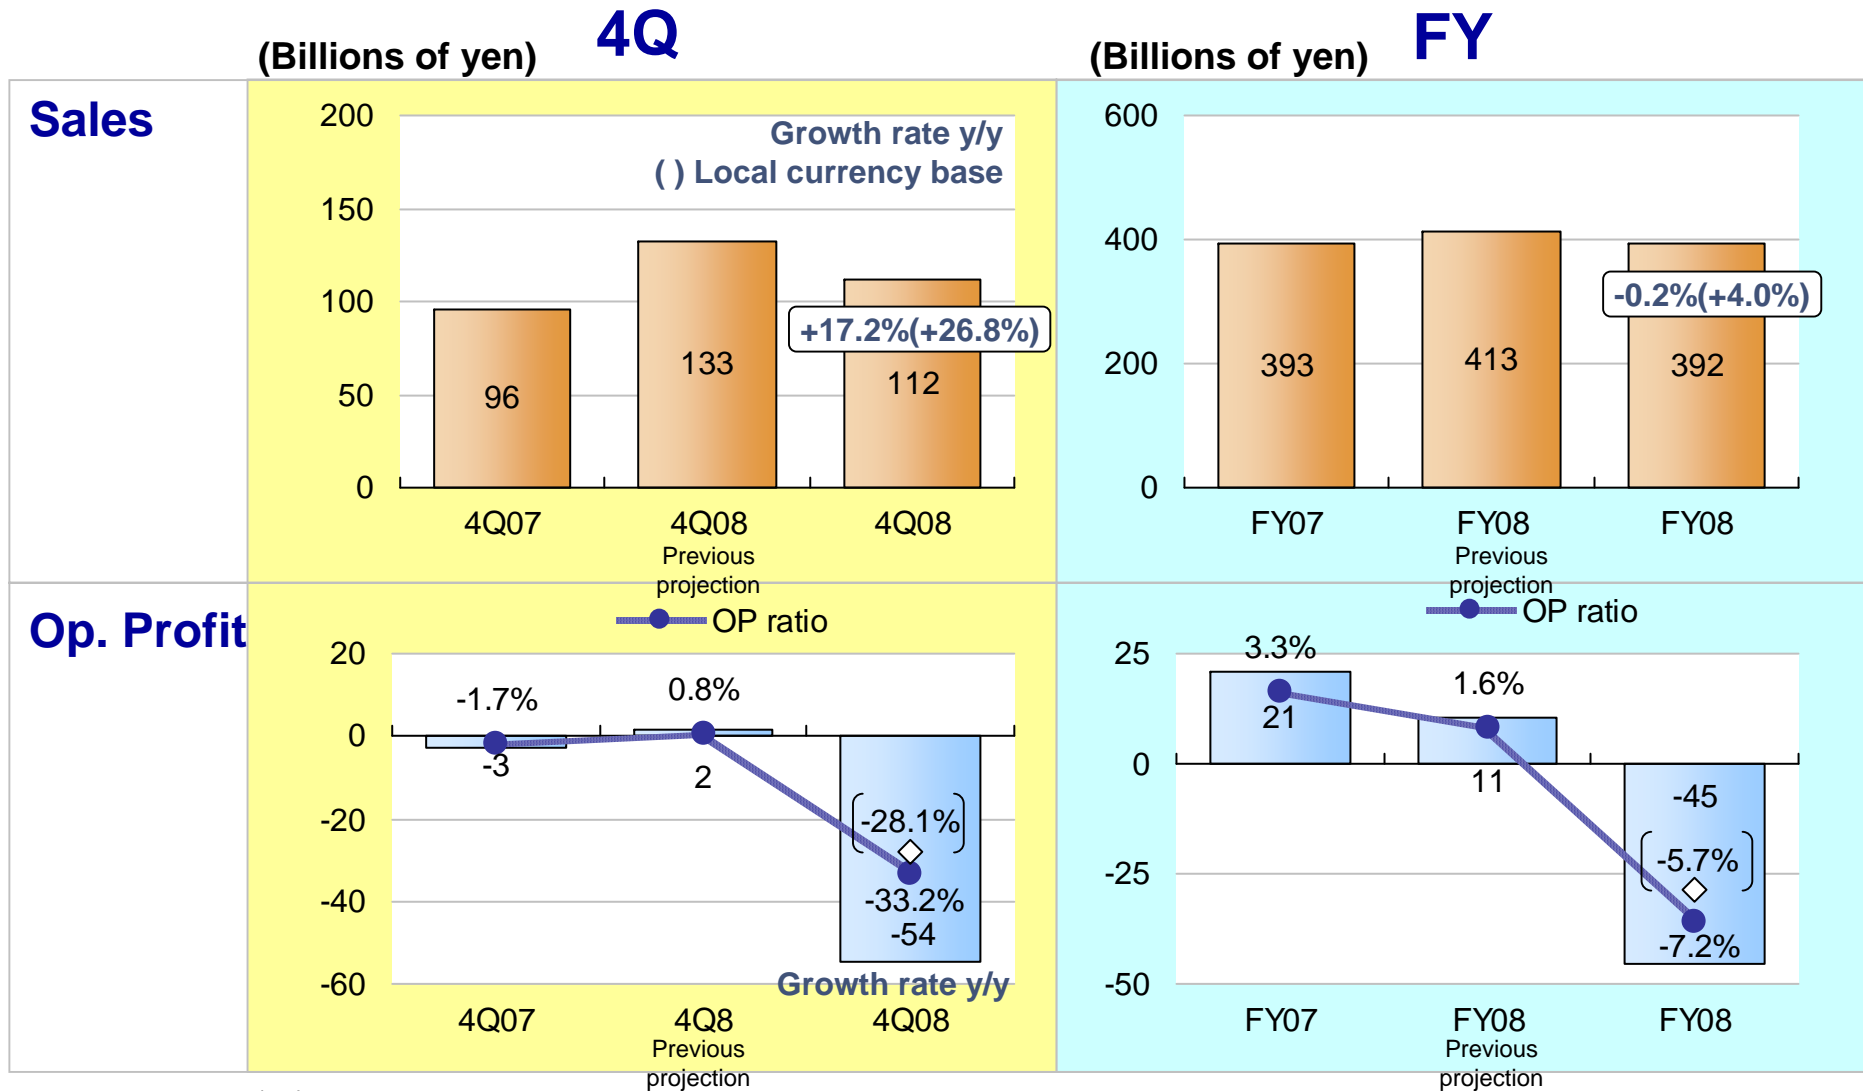 4Q
FY
(Billions of yen)
(Billions of yen)
Sales
200
150
100
50
0
Growth rate y/y
( ) Local currency base
96
133
+17.2%(+26.8%)
112
4Q07
4Q08
Previous
projection
4Q08
600
400
200
0
393
413
-0.2%(+4.0%)
392
FY07
FY08
Previous
projection
FY08
Op. Profit
OP ratio
20
0
-20
-40
-60
-1.7%
-3
0.8%
2
-28.1%
-33.2%
-54
Growth rate y/y
4Q07
4Q8
Previous
projection
4Q08
OP ratio
25
0
-25
-50
3.3%
21
1.6%
11
-45
-5.7%
-7.2%
FY07
FY08
Previous
projection
FY08